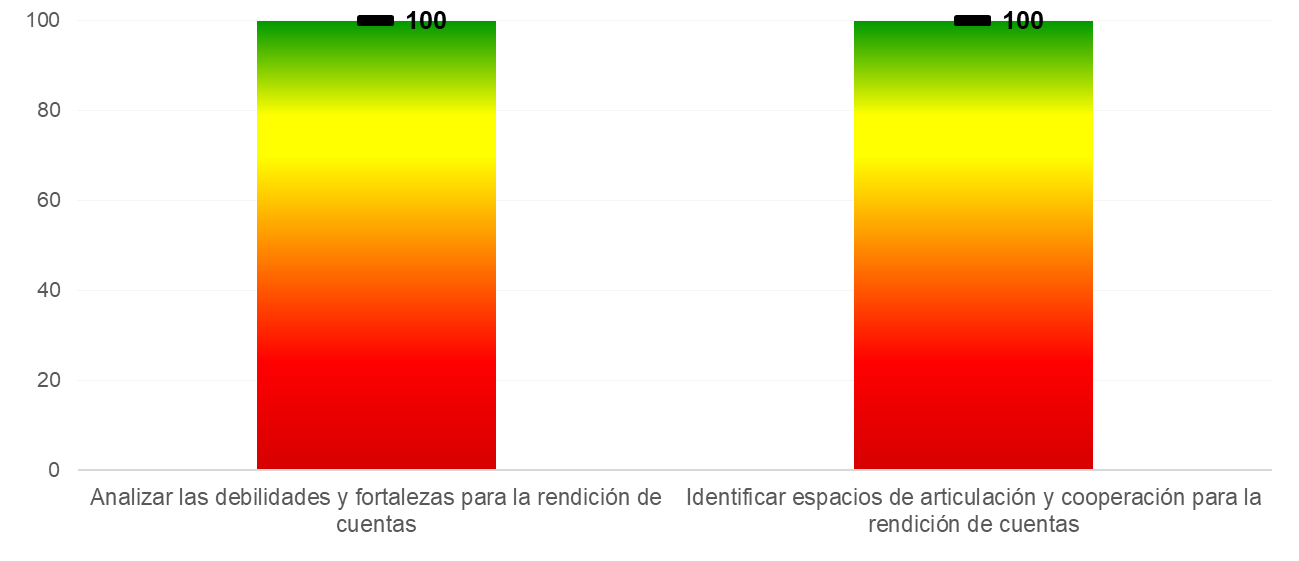 100
80
60
40
20
0
100
100
Analizar las debilidades y fortalezas para la rendición de
cuentas
Identificar espacios de articulación y cooperación para la
rendición de cuentas